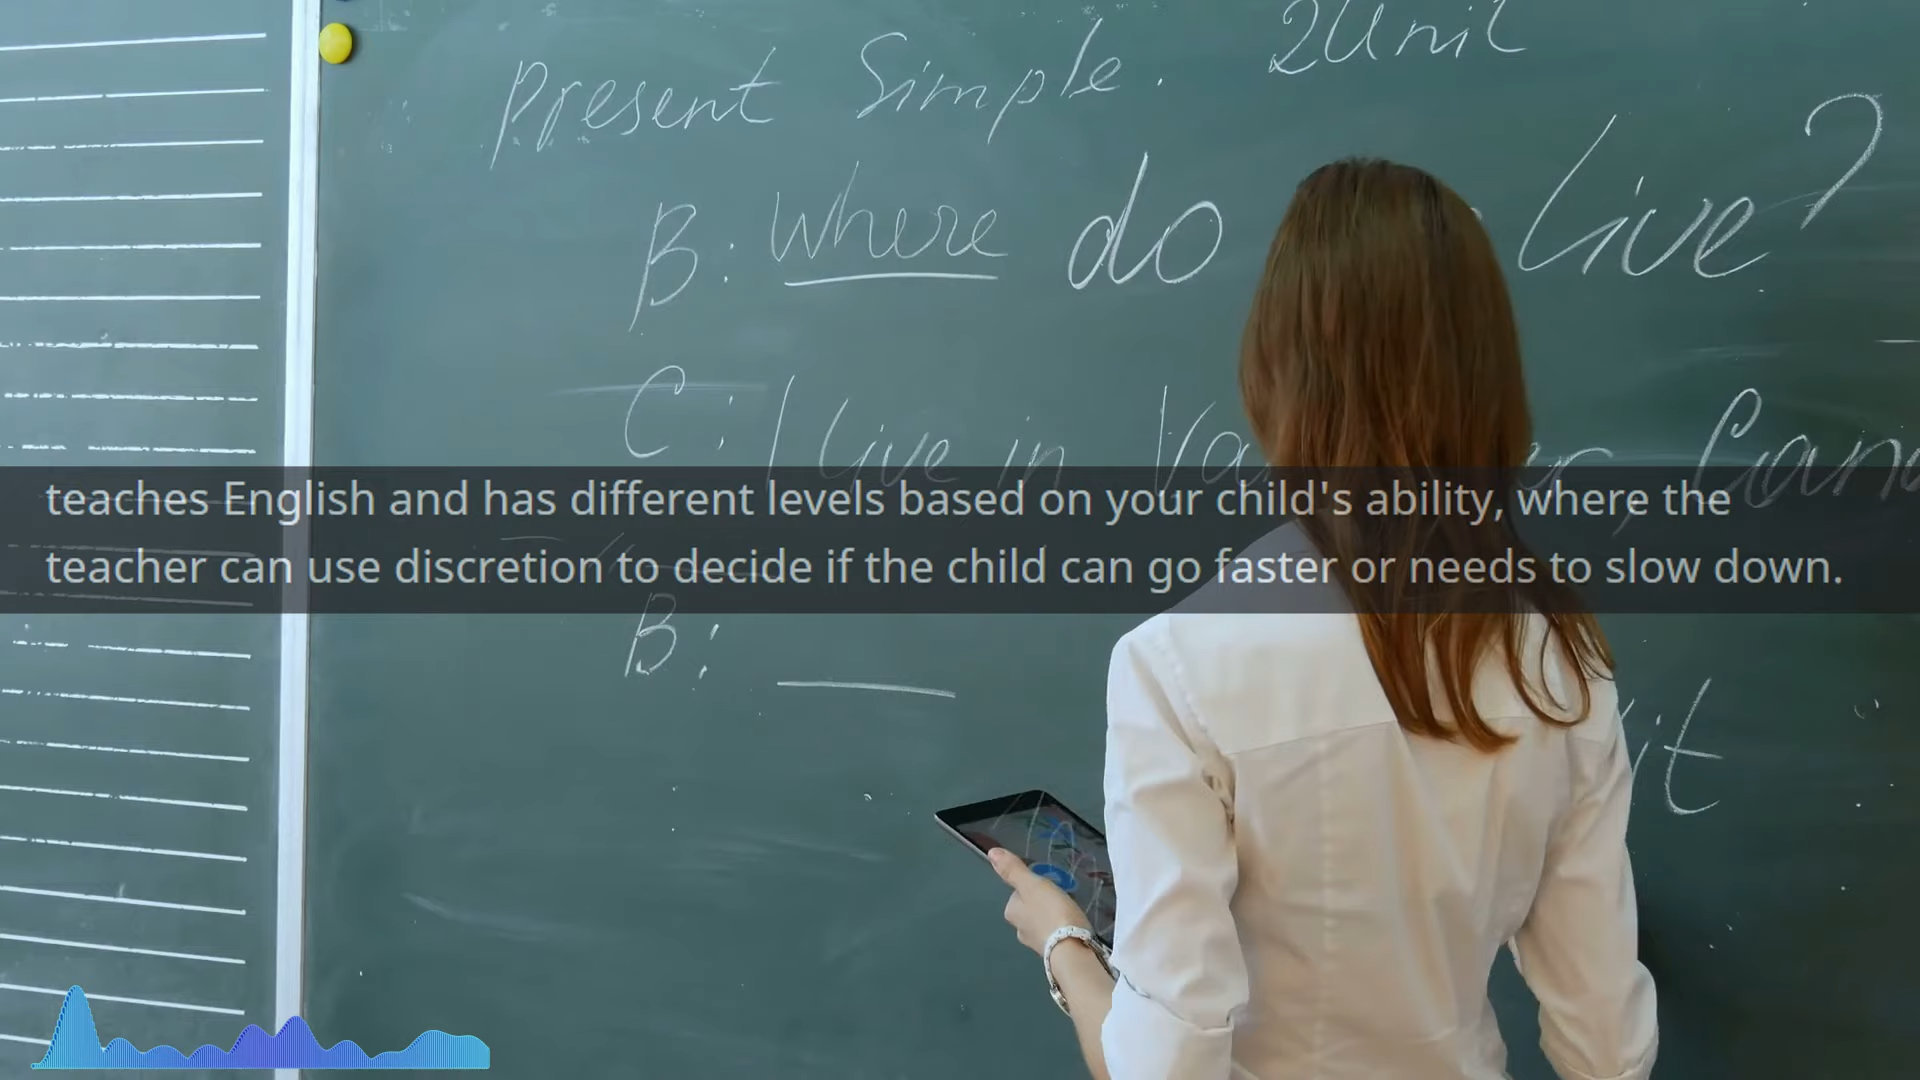 Present Simple. 2Unit
B: Where do live?
C: I live in
teaches English and has different levels based on your child's ability, where the
teacher can use discretion to decide if the child can go faster or needs to slow down.
B: ___
it